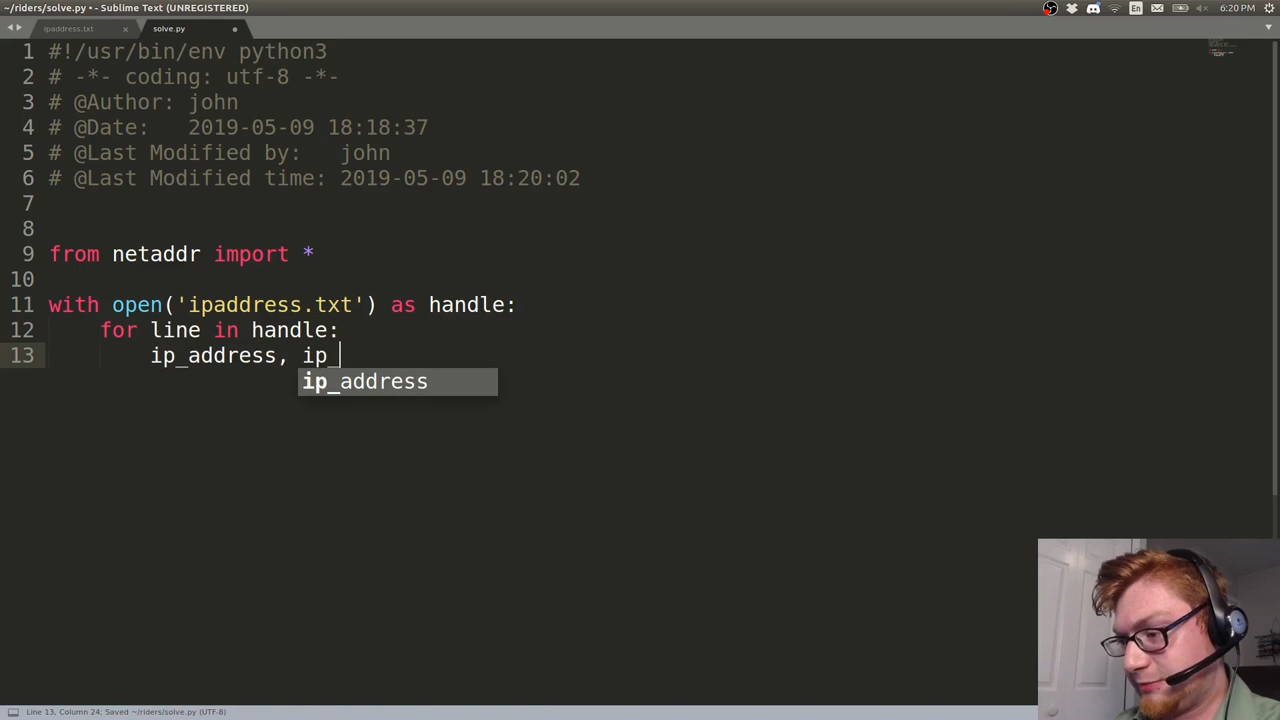 ~/riders/solve.py • - Sublime Text (UNREGISTERED)
En
6:20 PM
ipaddress.txt ×
solve.py
1 #!/usr/bin/env python3
2 # -*- coding: utf-8 -*-
3 # @Author: john
4 # @Date:   2019-05-09 18:18:37
5 # @Last Modified by:   john
6 # @Last Modified time: 2019-05-09 18:20:02
7
8
9 from netaddr import *
10
11 with open('ipaddress.txt') as handle:
12     for line in handle:
13         ip_address, ip_
ip_address
Line 13, Column 24; Saved ~/riders/solve.py (UTF-8)